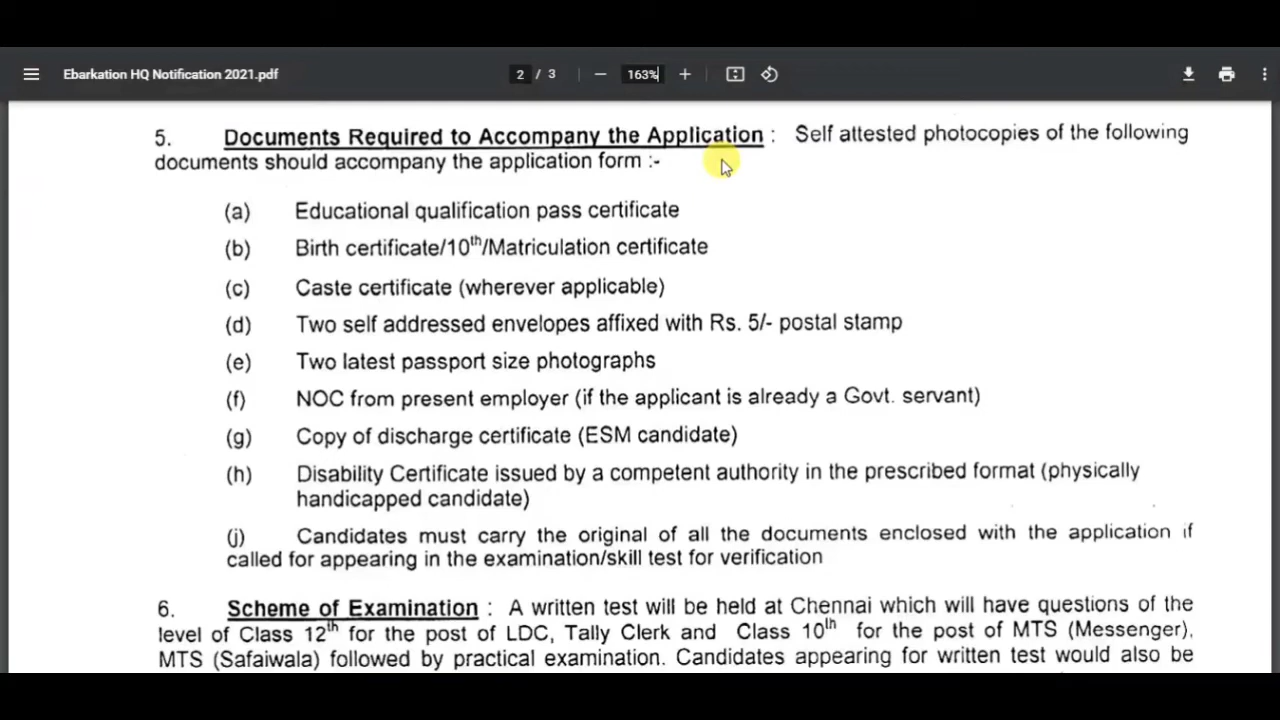 Ebarkation HQ Notification 2021.pdf
2 / 3
163%
5. Documents Required to Accompany the Application : Self attested photocopies of the following
documents should accompany the application form :-
(a) Educational qualification pass certificate
(b) Birth certificate/10th/Matriculation certificate
(c) Caste certificate (wherever applicable)
(d) Two self addressed envelopes affixed with Rs. 5/- postal stamp
(e) Two latest passport size photographs
(f) NOC from present employer (if the applicant is already a Govt. servant)
(g) Copy of discharge certificate (ESM candidate)
(h) Disability Certificate issued by a competent authority in the prescribed format (physically
handicapped candidate)
(j) Candidates must carry the original of all the documents enclosed with the application if
called for appearing in the examination/skill test for verification
6. Scheme of Examination : A written test will be held at Chennai which will have questions of the
level of Class 12th for the post of LDC, Tally Clerk and Class 10th for the post of MTS (Messenger),
MTS (Safaiwala) followed by practical examination. Candidates appearing for written test would also be